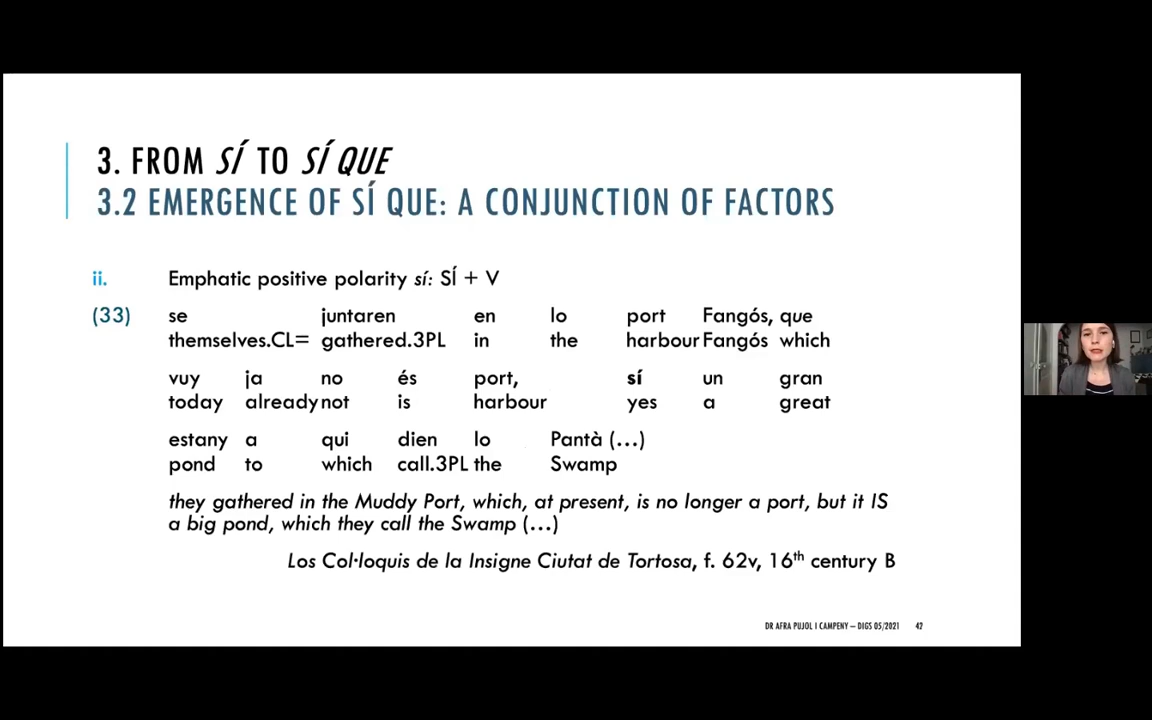 3. FROM SÍ TO SÍ QUE
3.2 EMERGENCE OF SÍ QUE: A CONJUNCTION OF FACTORS
ii. Emphatic positive polarity sí: SÍ + V
(33) se juntaren en lo port Fangós, que
themselves.CL= gathered.3PL in the harbour Fangós which
vuy ja no és port, sí un gran
today already not is harbour yes a great
estany a qui dien lo Pantà (…)
pond to which call.3PL the Swamp
they gathered in the Muddy Port, which, at present, is no longer a port, but it IS
a big pond, which they call the Swamp (…)
Los Col·loquis de la Insigne Ciutat de Tortosa, f. 62v, 16th century B
DR AFRA PUJOL I CAMPENY – DIGS 05/2021 42